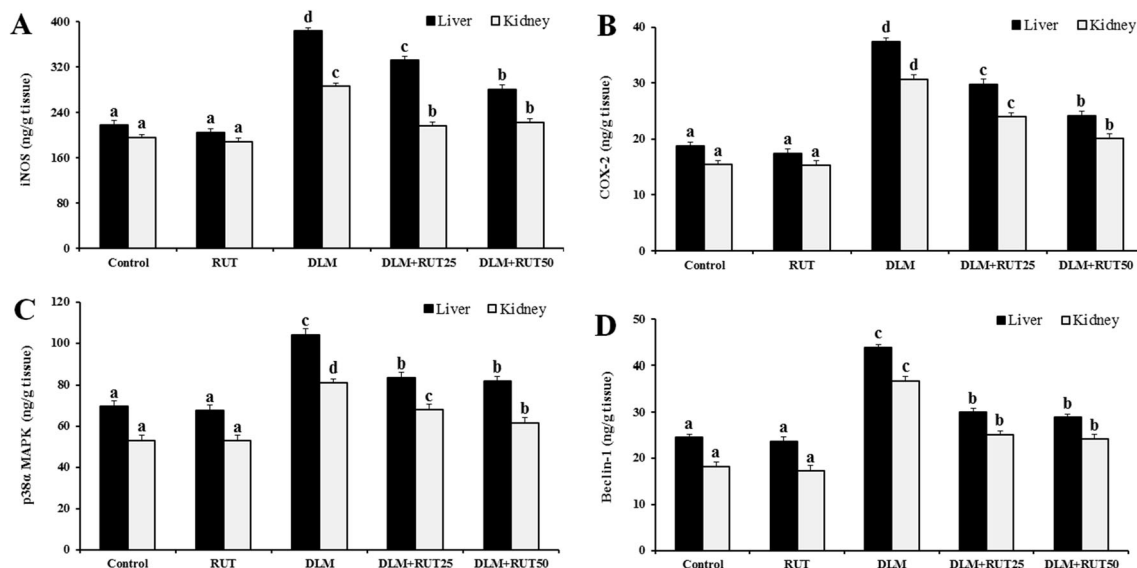 A
iNOS (ng/g tissue)
Liver Kidney
400
320
240
160
80
0
a a a a d c c b b b
Control RUT DLM DLM+RUT25 DLM+RUT50
B
COX-2 (ng/g tissue)
Liver Kidney
40
30
20
10
0
a a a a d d c c b b
Control RUT DLM DLM+RUT25 DLM+RUT50
C
p38α MAPK (ng/g tissue)
Liver Kidney
120
100
80
60
40
20
0
a a a a c d b c b b
Control RUT DLM DLM+RUT25 DLM+RUT50
D
Beclin-1 (ng/g tissue)
Liver Kidney
50
40
30
20
10
0
a a a a c c b b b b
Control RUT DLM DLM+RUT25 DLM+RUT50